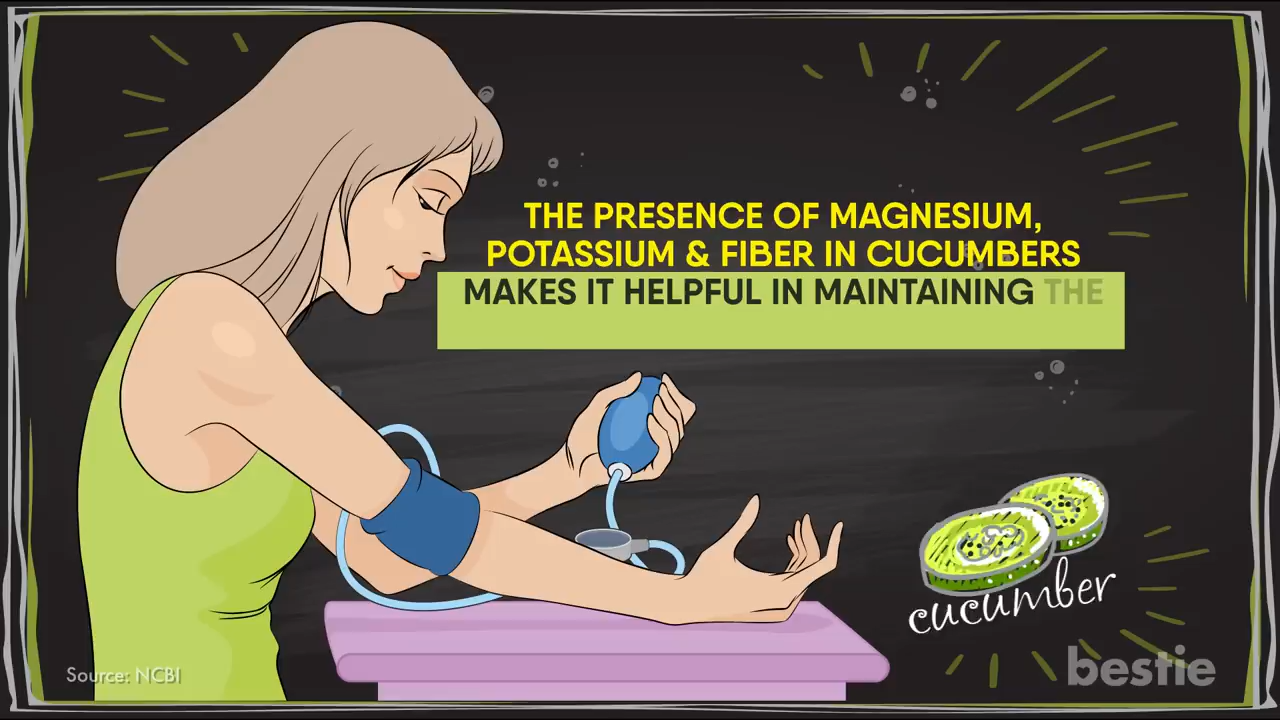 THE PRESENCE OF MAGNESIUM,
POTASSIUM & FIBER IN CUCUMBERS
MAKES IT HELPFUL IN MAINTAINING THE
cucumber
Source: NCBI
bestie